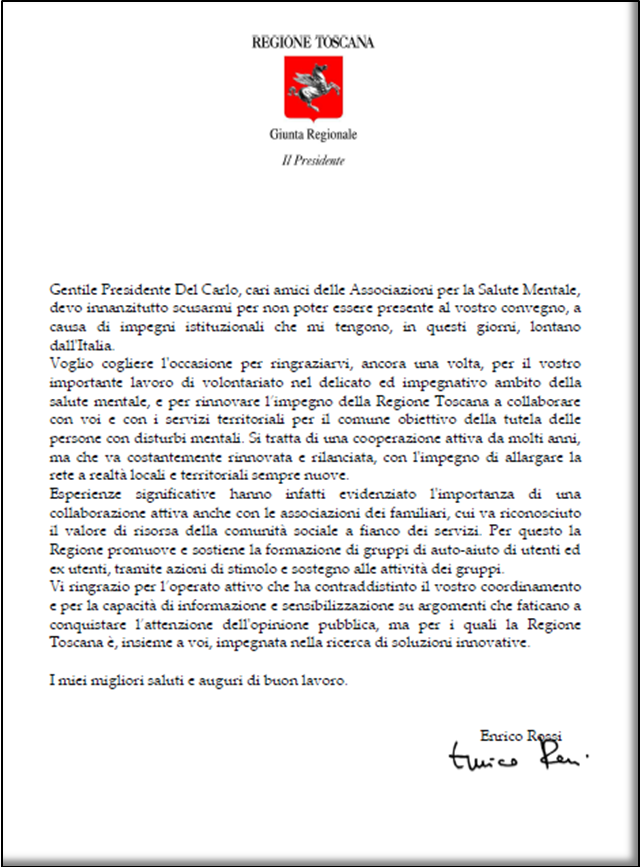 REGIONE TOSCANA
Giunta Regionale
Il Presidente
Gentile Presidente Del Carlo, cari amici delle Associazioni per la Salute Mentale,
devo innanzitutto scusarmi per non poter essere presente al vostro convegno, a
causa di impegni istituzionali che mi tengono, in questi giorni, lontano
dall'Italia.
Voglio cogliere l'occasione per ringraziarvi, ancora una volta, per il vostro
importante lavoro di volontariato nel delicato ed impegnativo ambito della
salute mentale, e per rinnovare l'impegno della Regione Toscana a collaborare
con voi e con i servizi territoriali per il comune obiettivo della tutela delle
persone con disturbi mentali. Si tratta di una cooperazione attiva da molti anni,
ma che va costantemente rinnovata e rilanciata, con l'impegno di allargare la
rete a realtà locali e territoriali sempre nuove.
Esperienze significative hanno infatti evidenziato l'importanza di una
collaborazione attiva anche con le associazioni dei familiari, cui va riconosciuto
il valore di risorsa della comunità sociale a fianco dei servizi. Per questo la
Regione promuove e sostiene la formazione di gruppi di auto-aiuto di utenti ed
ex utenti, tramite azioni di stimolo e sostegno alle attività dei gruppi.
Vi ringrazio per l'operato attivo che ha contraddistinto il vostro coordinamento
e per la capacità di informazione e sensibilizzazione su argomenti che faticano a
conquistare l'attenzione dell'opinione pubblica, ma per i quali la Regione
Toscana è, insieme a voi, impegnata nella ricerca di soluzioni innovative.
I miei migliori saluti e auguri di buon lavoro.
Enrico Rossi
Enrico Rossi